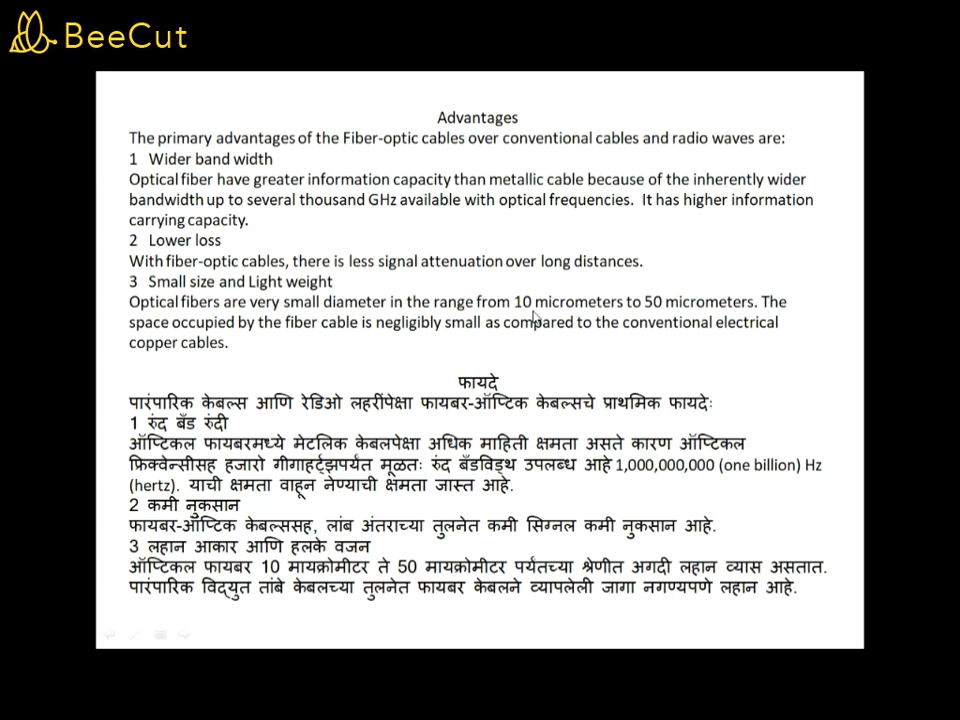 BeeCut
Advantages
The primary advantages of the Fiber-optic cables over conventional cables and radio waves are:
1 Wider band width
Optical fiber have greater information capacity than metallic cable because of the inherently wider
bandwidth up to several thousand GHz available with optical frequencies. It has higher information
carrying capacity.
2 Lower loss
With fiber-optic cables, there is less signal attenuation over long distances.
3 Small size and Light weight
Optical fibers are very small diameter in the range from 10 micrometers to 50 micrometers. The
space occupied by the fiber cable is negligibly small as compared to the conventional electrical
copper cables.
फायदे
पारंपारिक केबल्स आणि रेडिओ लहरींपेक्षा फायबर-ऑप्टिक केबल्सचे प्राथमिक फायदेः
1 रुंद बँड रुंदी
ऑप्टिकल फायबरमध्ये मेटलिक केबलपेक्षा अधिक माहिती क्षमता असते कारण ऑप्टिकल
फ्रिक्वेन्सीसह हजारो गीगाहर्ट्झपर्यंत मूळतः रुंद बँडविड्थ उपलब्ध आहे 1,000,000,000 (one billion) Hz
(hertz). याची क्षमता वाहून नेण्याची क्षमता जास्त आहे.
2 कमी नुकसान
फायबर-ऑप्टिक केबल्ससह, लांब अंतराच्या तुलनेत कमी सिग्नल कमी नुकसान आहे.
3 लहान आकार आणि हलके वजन
ऑप्टिकल फायबर 10 मायक्रोमीटर ते 50 मायक्रोमीटर पर्यंतच्या श्रेणीत अगदी लहान व्यास असतात.
पारंपारिक विद्युत तांबे केबलच्या तुलनेत फायबर केबलने व्यापलेली जागा नगण्यपणे लहान आहे.